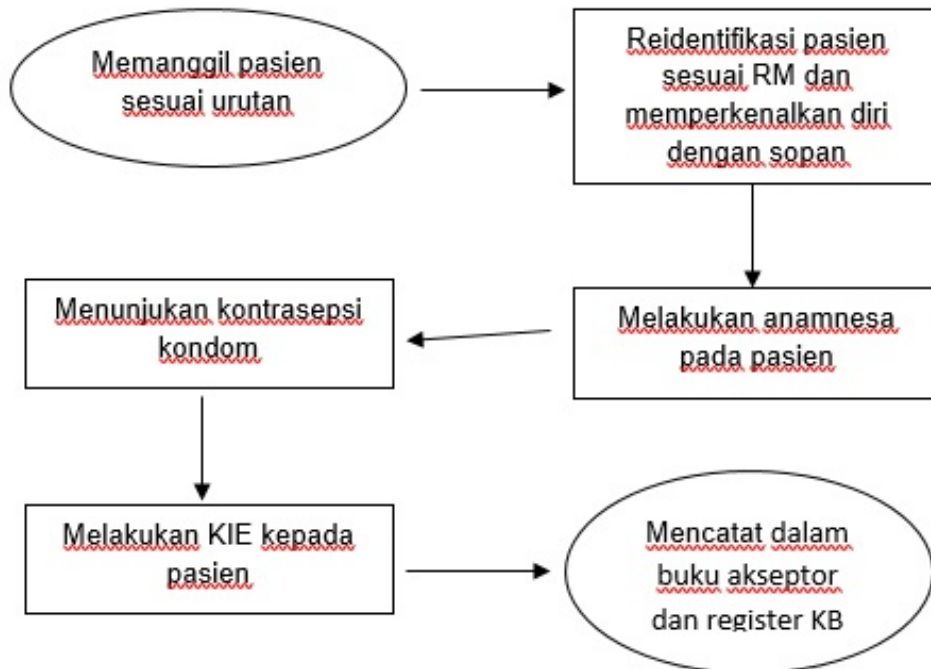 Memanggil pasien
sesuai urutan
Reidentifikasi pasien
sesuai RM dan
memperkenalkan diri
dengan sopan
Melakukan anamnesa
pada pasien
Menunjukan kontrasepsi
kondom
Melakukan KIE kepada
pasien
Mencatat dalam
buku akseptor
dan register KB